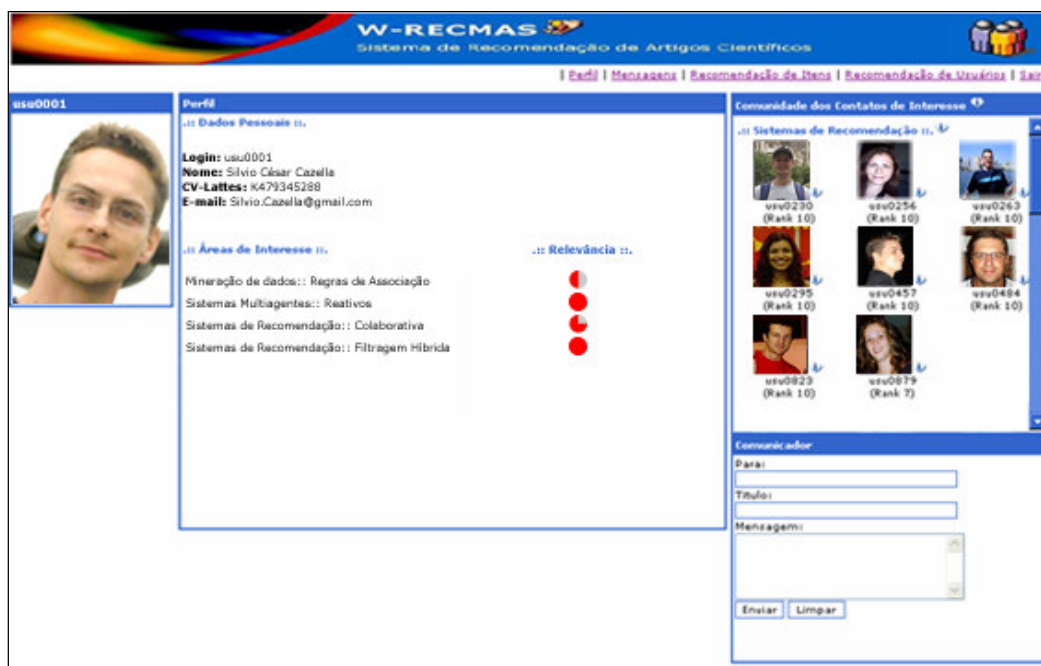 W-RECMAS
Sistema de Recomendação de Artigos Científicos
| Perfil | Mensagens | Recomendação de Itens | Recomendação de Usuários | Sair
usu0001
Perfil
.:: Dados Pessoais ::.
Login: usu0001
Nome: Silvio César Cazella
CV-Lattes: K479345288
E-mail: Silvio.Cazella@gmail.com
.:: Áreas de Interesse ::. .:: Relevância ::.
Mineração de dados:: Regras de Associação
Sistemas Multiagentes:: Reativos
Sistemas de Recomendação:: Colaborativa
Sistemas de Recomendação:: Filtragem Híbrida
Comunidade dos Contatos de Interesse
.:: Sistemas de Recomendação ::.
usu0230 usu0256 usu0263
(Rank 10) (Rank 10) (Rank 10)
usu0295 usu0457 usu0484
(Rank 10) (Rank 10) (Rank 10)
usu0823 usu0879
(Rank 10) (Rank 7)
Comunicador
Para:
Título:
Mensagem:
Enviar Limpar